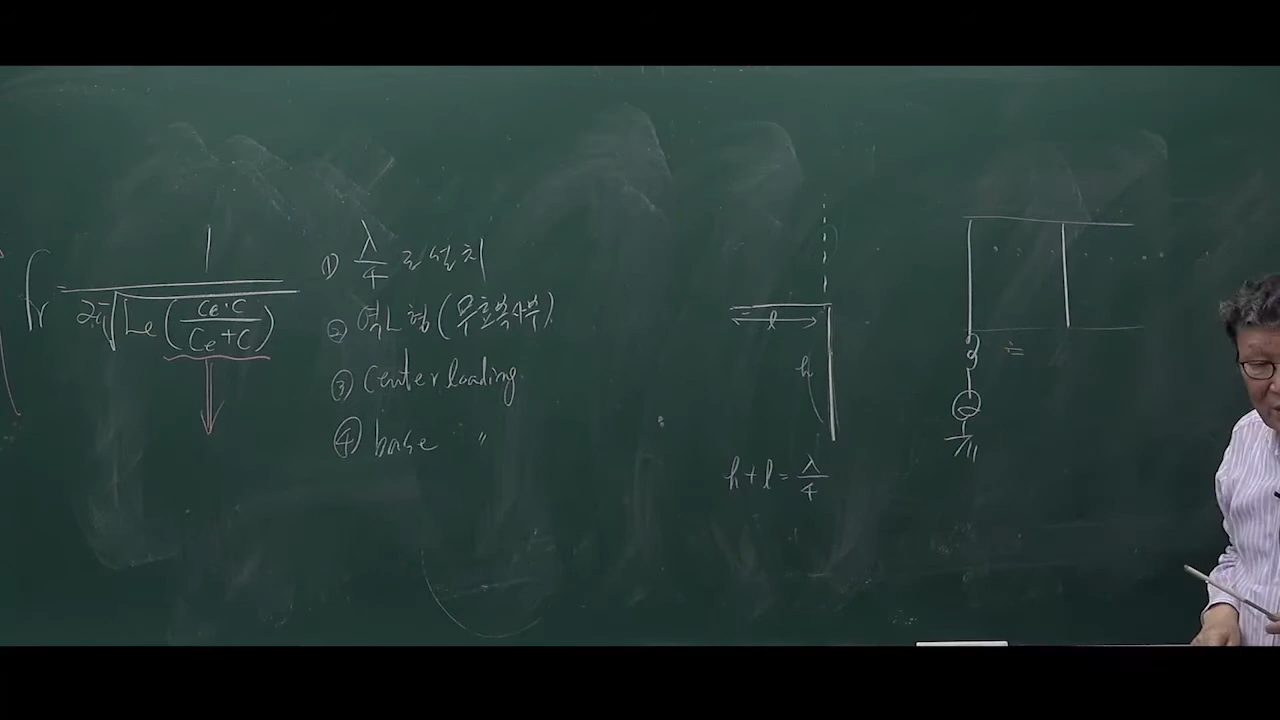 fr
1
2π√Le(Ce·C/Ce+C)
① λ/4 로 설치
② 역L형(무효복사부)
③ center loading
④ base 〃
l
h
h+l=λ/4